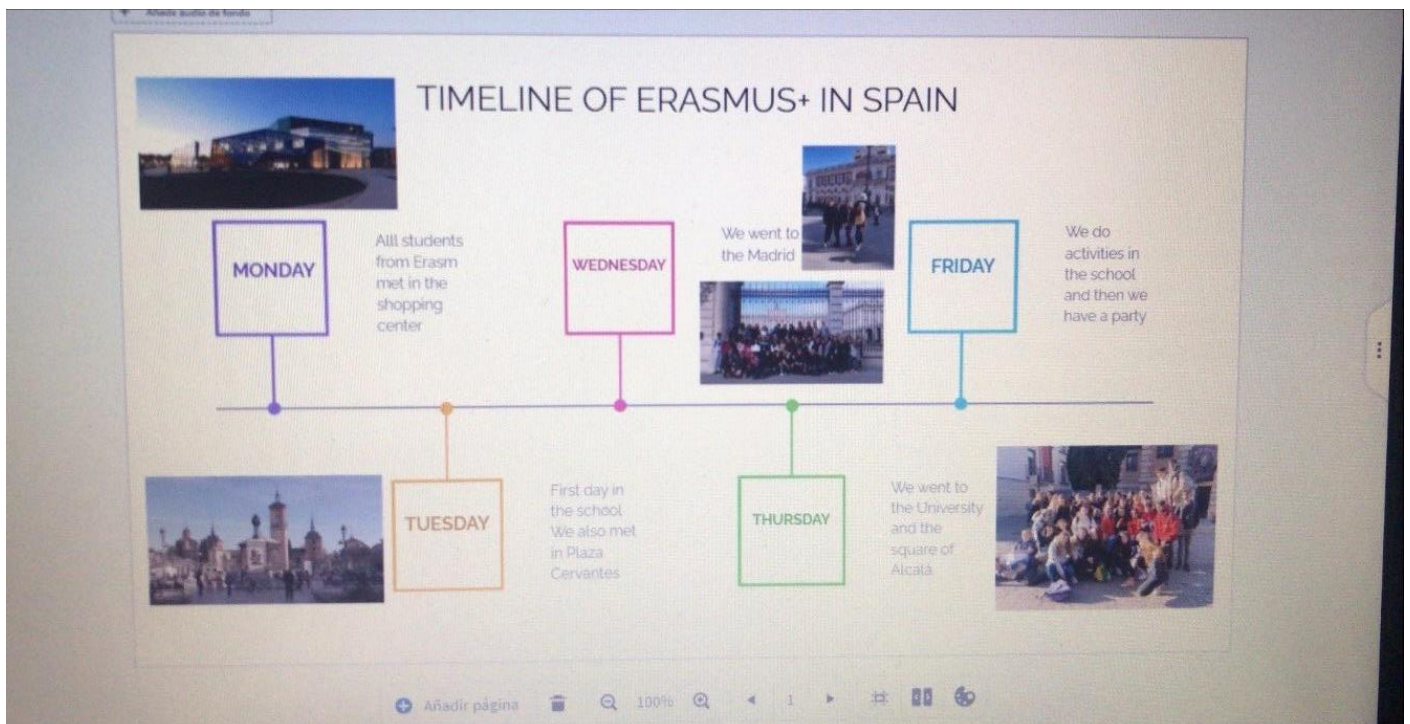 Añade audio de fondo
TIMELINE OF ERASMUS+ IN SPAIN
MONDAY
Alll students
from Erasm
met in the
shopping
center
WEDNESDAY
We went to
the Madrid
FRIDAY
We do
activities in
the school
and then we
have a party
TUESDAY
First day in
the school
We also met
in Plaza
Cervantes
THURSDAY
We went to
the University
and the
square of
Alcalá
Añadir página
100%
1